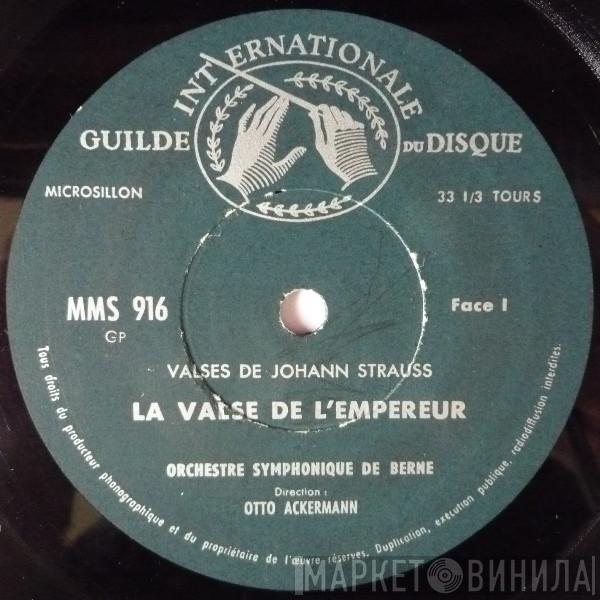 GUILDE INTERNATIONALE DU DISQUE
MICROSILLON
33 1/3 TOURS
MMS 916
GP
Face I
VALSES DE JOHANN STRAUSS
LA VALSE DE L'EMPEREUR
ORCHESTRE SYMPHONIQUE DE BERNE
Direction :
OTTO ACKERMANN
Tous droits du producteur phonographique et du propriétaire de l'œuvre réservés. Duplication, exécution publique, radiodiffusion interdites.
МАРКЕТ ВИНИЛА